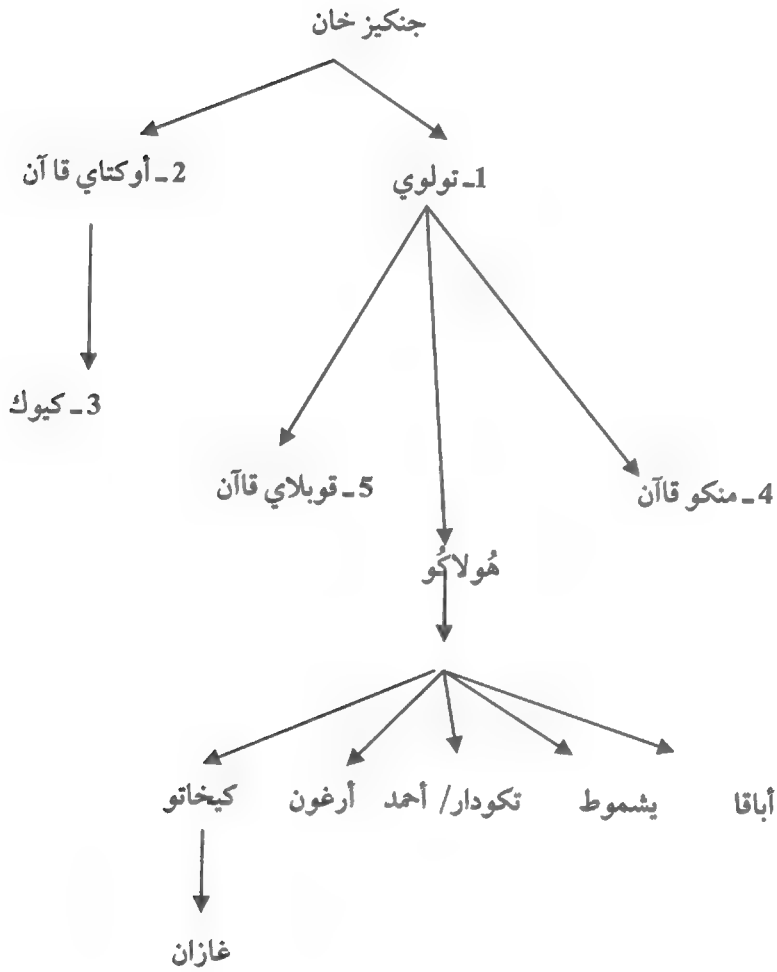 جنكيز خان
1ـ تولوي
2ـ أوكتاي قا آن
3ـ كيوك
4ـ منكو قاآن
5ـ قوبلاي قاآن
هُولاكُو
أباقا
يشموط
تكودار/ أحمد
أرغون
كيخاتو
غازان